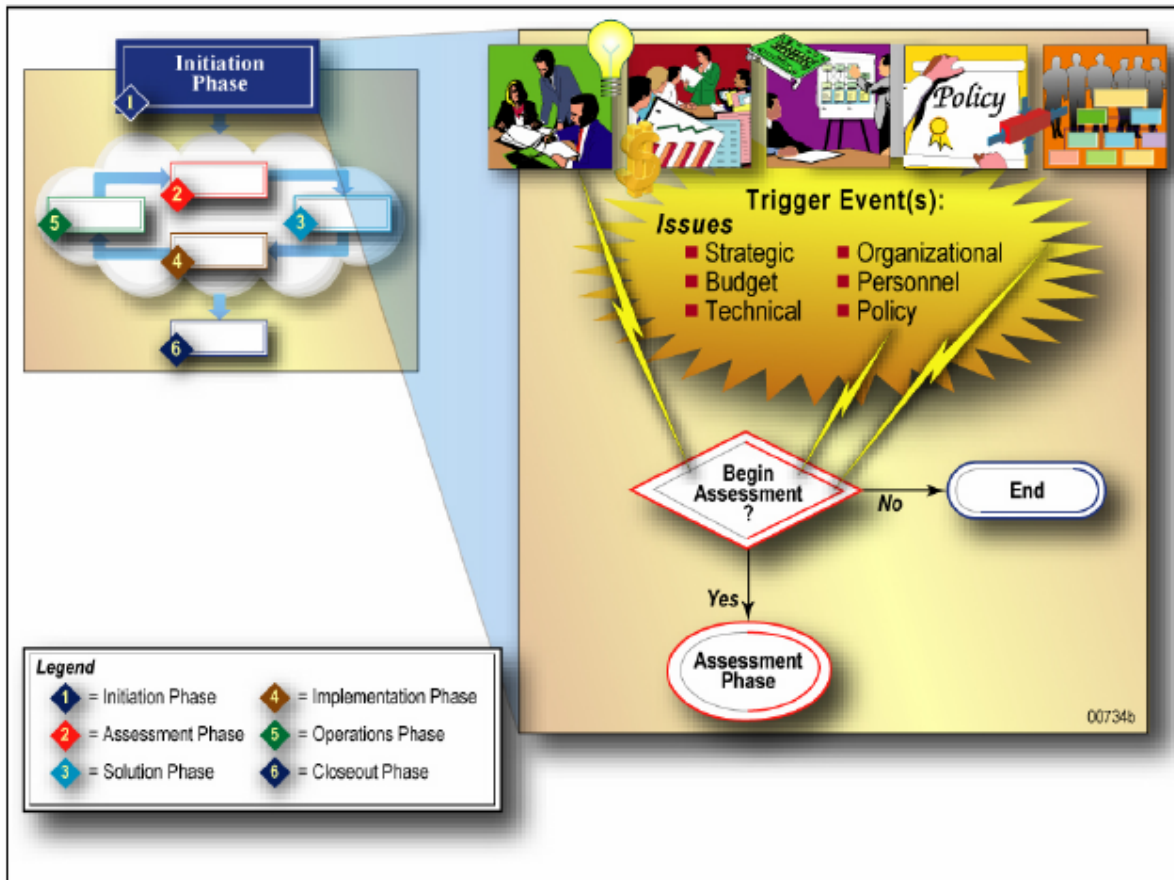 Initiation
Phase
1
2
3
4
5
6
Policy
Trigger Event(s):
Issues
Strategic
Budget
Technical
Organizational
Personnel
Policy
Begin
Assessment
?
No
End
Yes
Assessment
Phase
00734b
Legend
1 = Initiation Phase
2 = Assessment Phase
3 = Solution Phase
4 = Implementation Phase
5 = Operations Phase
6 = Closeout Phase